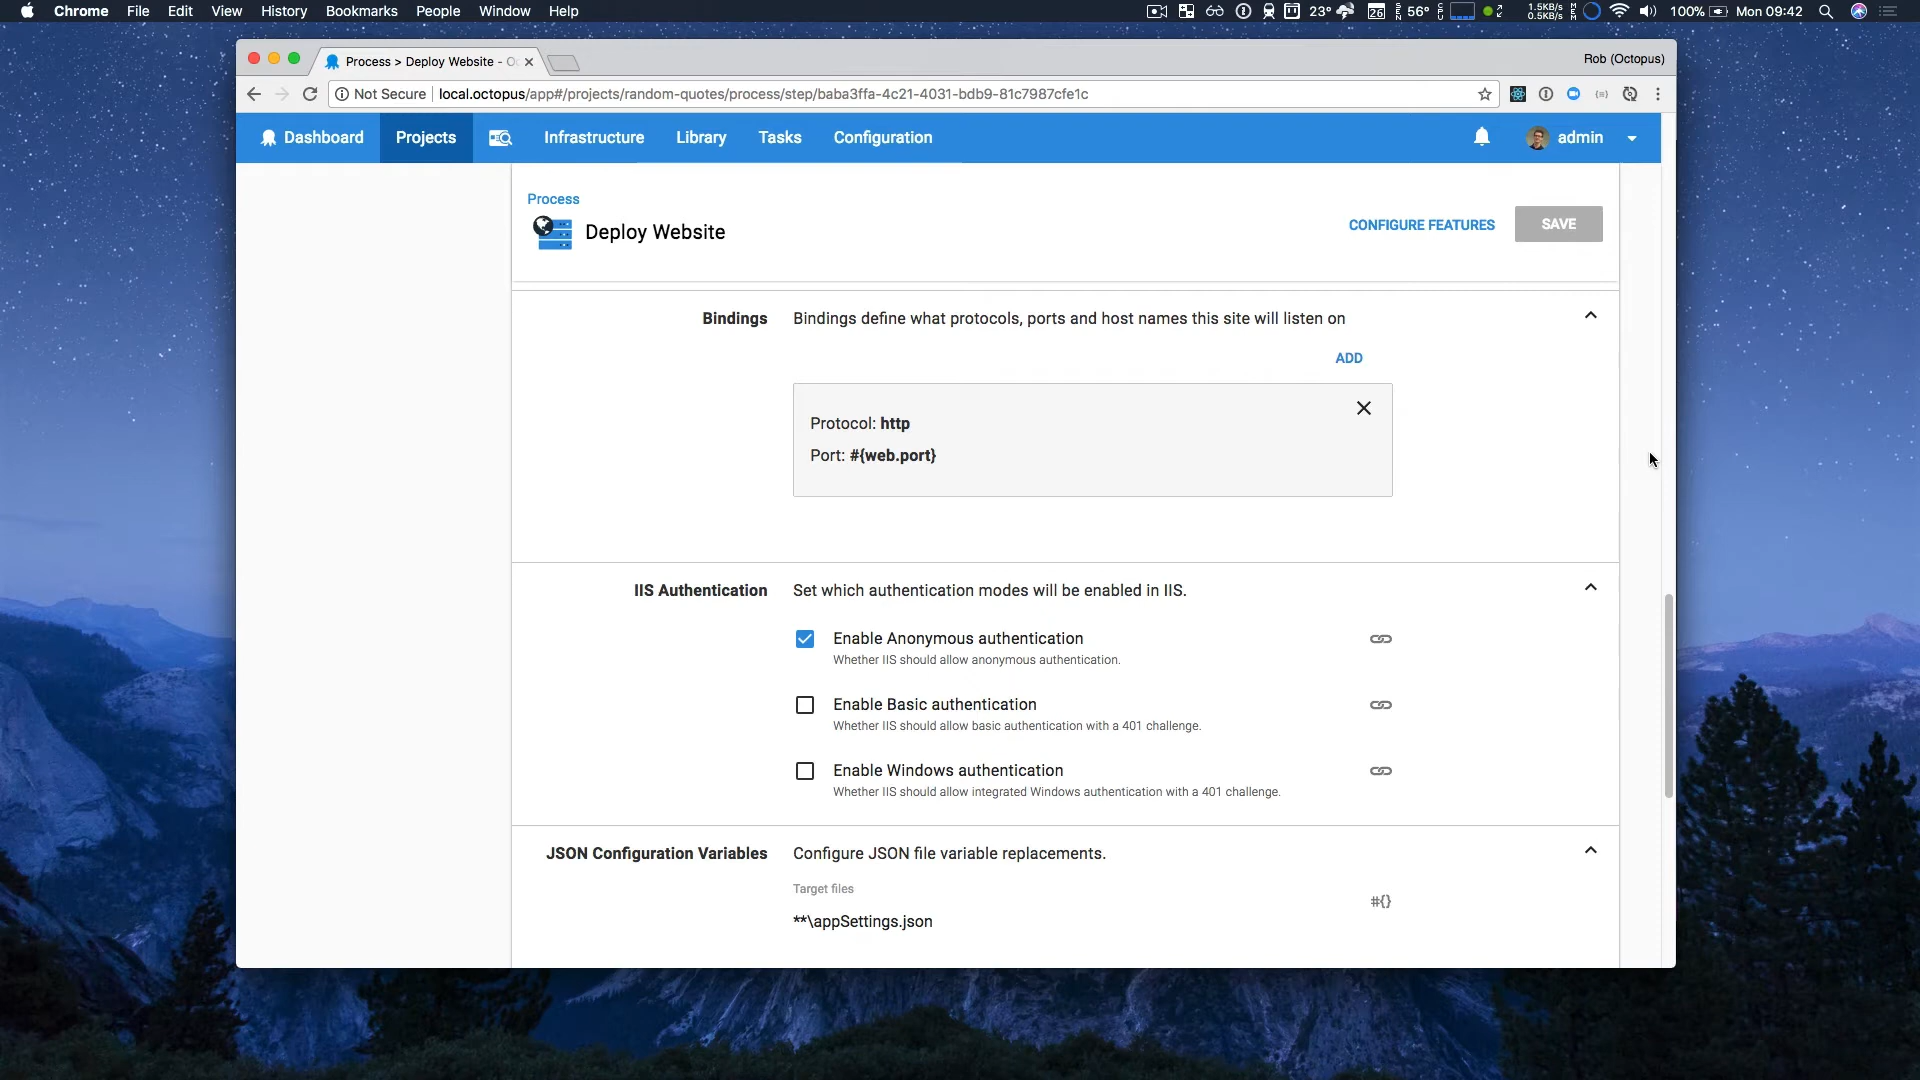 Chrome File Edit View History Bookmarks People Window Help
23° 26 56° 1.5KB/s 0.5KB/s 100% Mon 09:42
Process > Deploy Website - O
Rob (Octopus)
Not Secure local.octopus/app#/projects/random-quotes/process/step/baba3ffa-4c21-4031-bdb9-81c7987cfe1c
Dashboard Projects Infrastructure Library Tasks Configuration admin
Process
Deploy Website
CONFIGURE FEATURES SAVE
Bindings Bindings define what protocols, ports and host names this site will listen on
ADD
Protocol: http
Port: #{web.port}
IIS Authentication Set which authentication modes will be enabled in IIS.
Enable Anonymous authentication
Whether IIS should allow anonymous authentication.
Enable Basic authentication
Whether IIS should allow basic authentication with a 401 challenge.
Enable Windows authentication
Whether IIS should allow integrated Windows authentication with a 401 challenge.
JSON Configuration Variables Configure JSON file variable replacements.
Target files
#{}
**\appSettings.json